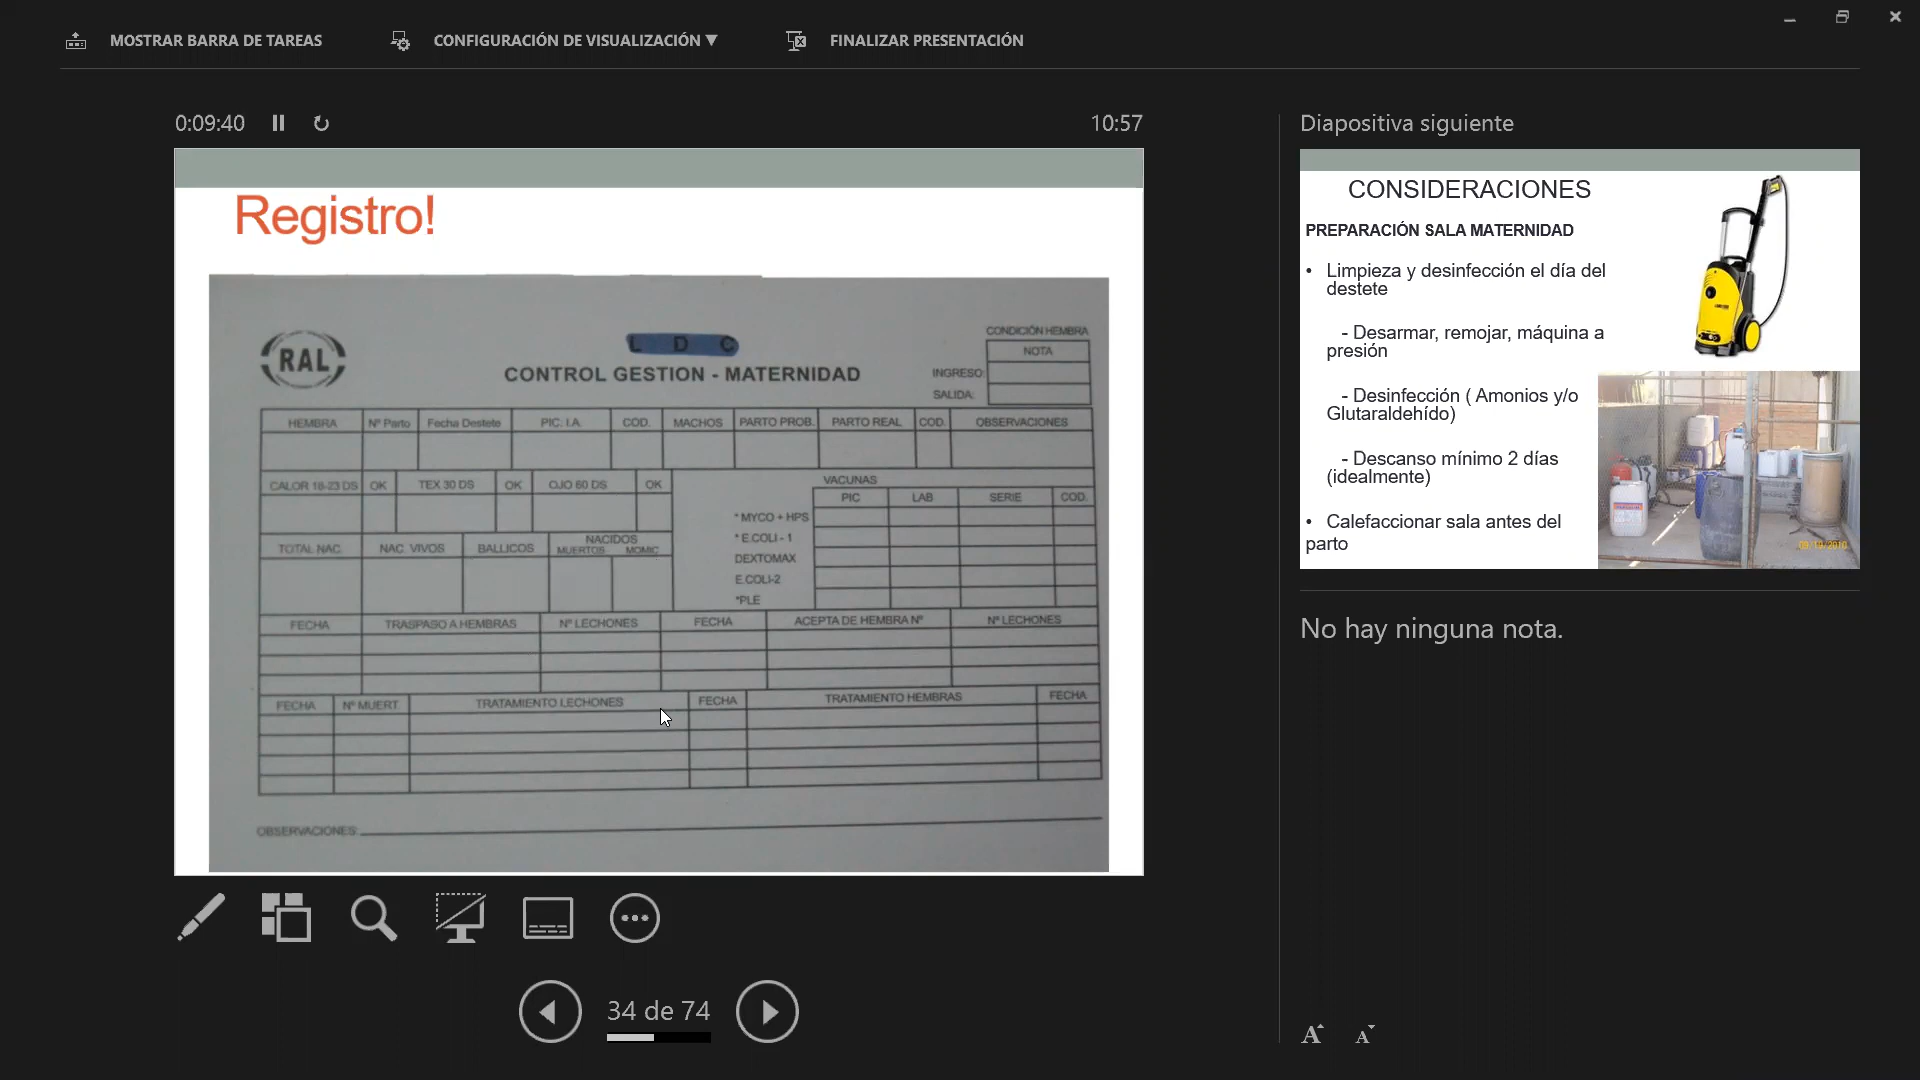 MOSTRAR BARRA DE TAREAS
CONFIGURACIÓN DE VISUALIZACIÓN ▼
FINALIZAR PRESENTACIÓN
0:09:40
10:57
Registro!
RAL
L D C
CONTROL GESTION - MATERNIDAD
CONDICIÓN HEMBRA
NOTA
INGRESO:
SALIDA:
HEMBRA Nº Parto Fecha Destete PIC. I.A. COD. MACHOS PARTO PROB. PARTO REAL COD. OBSERVACIONES
CALOR 18-23 DS OK TEX 30 DS OK OJO 60 DS OK
VACUNAS
PIC LAB SERIE COD.
* MYCO + HPS
* E.COLI - 1
DEXTOMAX
E.COLI-2
*PLE
TOTAL NAC. NAC. VIVOS BALLICOS NACIDOS
MUERTOS MOMIC.
FECHA TRASPASO A HEMBRAS Nº LECHONES FECHA ACEPTA DE HEMBRA Nº Nº LECHONES
FECHA Nº MUERT. TRATAMIENTO LECHONES FECHA TRATAMIENTO HEMBRAS FECHA
OBSERVACIONES:
34 de 74
Diapositiva siguiente
CONSIDERACIONES
PREPARACIÓN SALA MATERNIDAD
• Limpieza y desinfección el día del
destete
- Desarmar, remojar, máquina a
presión
- Desinfección ( Amonios y/o
Glutaraldehído)
- Descanso mínimo 2 días
(idealmente)
• Calefaccionar sala antes del
parto
09/19/2010
No hay ninguna nota.
A A